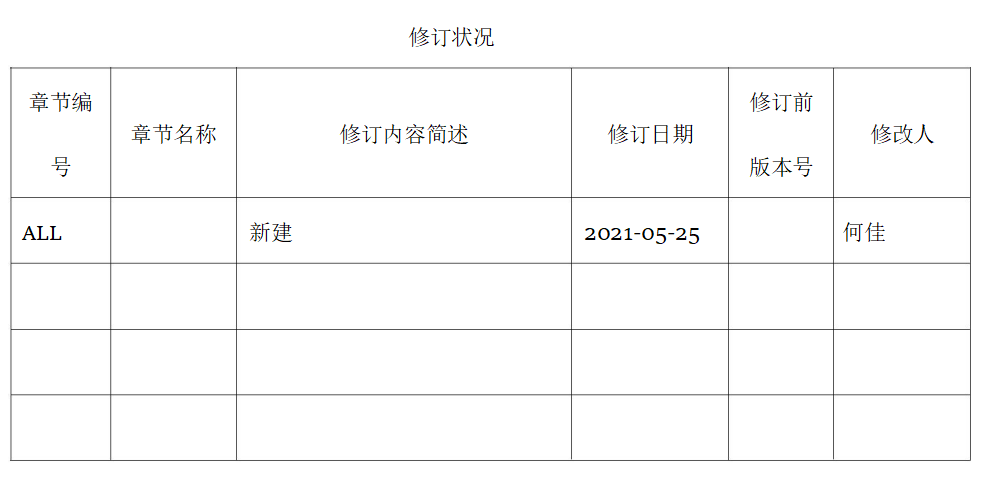 修订状况
章节编
号
章节名称
修订内容简述
修订日期
修订前
版本号
修改人
ALL
新建
2021-05-25
何佳